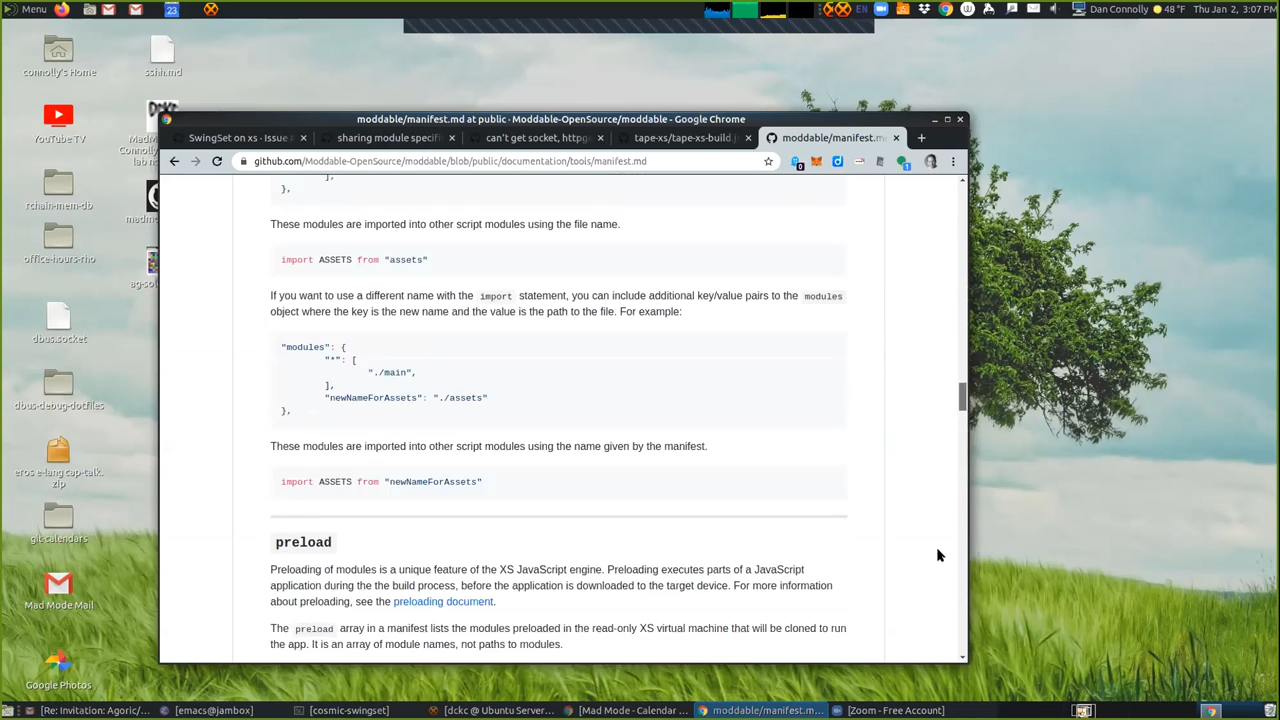 Menu
23
EN
Dan Connolly
48 °F Thu Jan 2, 3:07 PM
connolly's Home
sshh.md
YouTube TV
rchain-mem-db
office-hours-rho
dbus.socket
dbus-debug-dotfiles
eros e-lang cap-talk.
zip
git-calendars
Mad Mode Mail
Google Photos
moddable/manifest.md at public · Moddable-OpenSource/moddable - Google Chrome
SwingSet on xs · Issue
sharing module specif
can't get socket, httpg
tape-xs/tape-xs-build.j
moddable/manifest.m
github.com/Moddable-OpenSource/moddable/blob/public/documentation/tools/manifest.md
],
},
These modules are imported into other script modules using the file name.
import ASSETS from "assets"
If you want to use a different name with the import statement, you can include additional key/value pairs to the modules
object where the key is the new name and the value is the path to the file. For example:
"modules": {
"*": [
"./main",
],
"newNameForAssets": "./assets"
},
These modules are imported into other script modules using the name given by the manifest.
import ASSETS from "newNameForAssets"
preload
Preloading of modules is a unique feature of the XS JavaScript engine. Preloading executes parts of a JavaScript
application during the the build process, before the application is downloaded to the target device. For more information
about preloading, see the preloading document.
The preload array in a manifest lists the modules preloaded in the read-only XS virtual machine that will be cloned to run
the app. It is an array of module names, not paths to modules.
[Re: Invitation: Agoric/...
[emacs@jambox]
[cosmic-swingset]
[dckc @ Ubuntu Server...
[Mad Mode - Calendar ...
moddable/manifest.m...
[Zoom - Free Account]